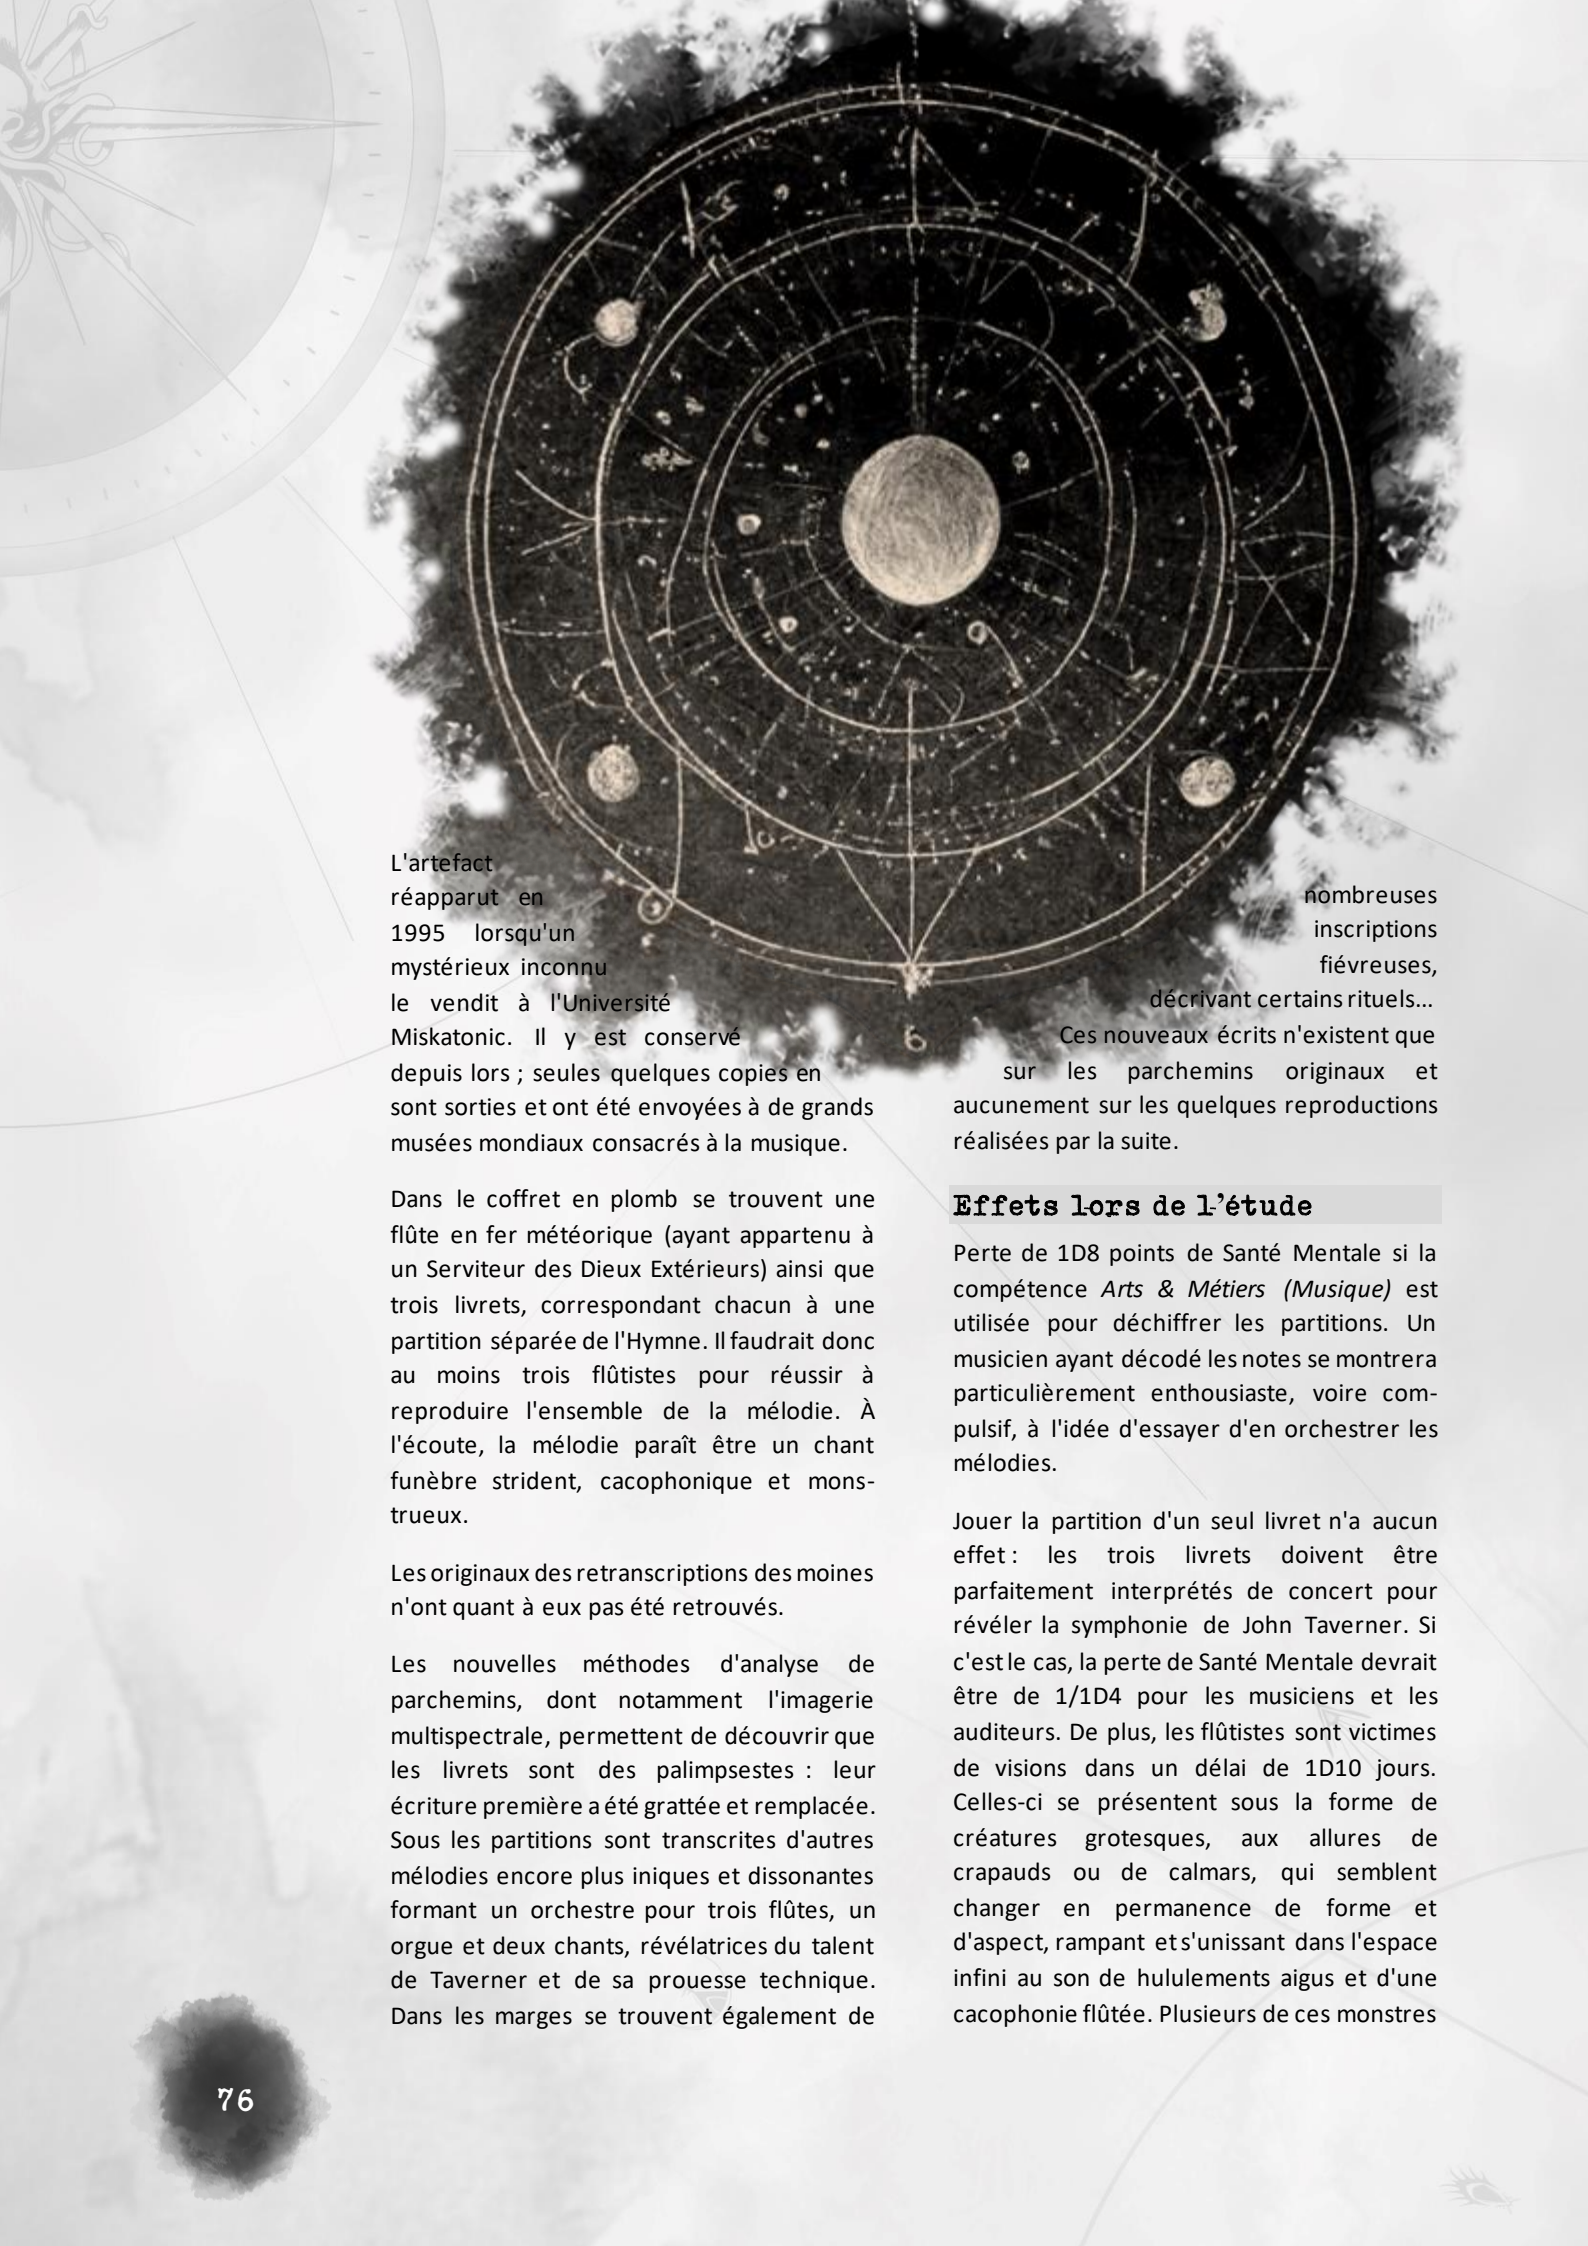 L'artefact
réapparut en
1995 lorsqu'un
mystérieux inconnu
le vendit à l'Université
Miskatonic. Il y est conservé
depuis lors ; seules quelques copies en
sont sorties et ont été envoyées à de grands
musées mondiaux consacrés à la musique.
Dans le coffret en plomb se trouvent une
flûte en fer météorique (ayant appartenu à
un Serviteur des Dieux Extérieurs) ainsi que
trois livrets, correspondant chacun à une
partition séparée de l'Hymne. Il faudrait donc
au moins trois flûtistes pour réussir à
reproduire l'ensemble de la mélodie. À
l'écoute, la mélodie paraît être un chant
funèbre strident, cacophonique et mons-
trueux.
Les originaux des retranscriptions des moines
n'ont quant à eux pas été retrouvés.
Les nouvelles méthodes d'analyse de
parchemins, dont notamment l'imagerie
multispectrale, permettent de découvrir que
les livrets sont des palimpsestes : leur
écriture première a été grattée et remplacée.
Sous les partitions sont transcrites d'autres
mélodies encore plus iniques et dissonantes
formant un orchestre pour trois flûtes, un
orgue et deux chants, révélatrices du talent
de Taverner et de sa prouesse technique.
Dans les marges se trouvent également de
nombreuses
inscriptions
fiévreuses,
décrivant certains rituels...
Ces nouveaux écrits n'existent que
sur les parchemins originaux et
aucunement sur les quelques reproductions
réalisées par la suite.
Effets lors de l'étude
Perte de 1D8 points de Santé Mentale si la
compétence Arts & Métiers (Musique) est
utilisée pour déchiffrer les partitions. Un
musicien ayant décodé les notes se montrera
particulièrement enthousiaste, voire com-
pulsif, à l'idée d'essayer d'en orchestrer les
mélodies.
Jouer la partition d'un seul livret n'a aucun
effet : les trois livrets doivent être
parfaitement interprétés de concert pour
révéler la symphonie de John Taverner. Si
c'est le cas, la perte de Santé Mentale devrait
être de 1/1D4 pour les musiciens et les
auditeurs. De plus, les flûtistes sont victimes
de visions dans un délai de 1D10 jours.
Celles-ci se présentent sous la forme de
créatures grotesques, aux allures de
crapauds ou de calmars, qui semblent
changer en permanence de forme et
d'aspect, rampant et s'unissant dans l'espace
infini au son de hululements aigus et d'une
cacophonie flûtée. Plusieurs de ces monstres
76